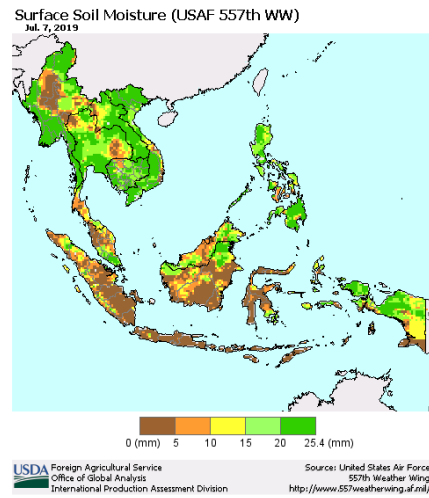 Surface Soil Moisture (USAF 557th WW)
Jul. 7, 2019
0 (mm) 5 10 15 20 25.4 (mm)
USDA Foreign Agricultural Service
Office of Global Analysis
International Production Assessment Division
Source: United States Air Force
557th Weather Wing
http://www.557weatherwing.af.mil/